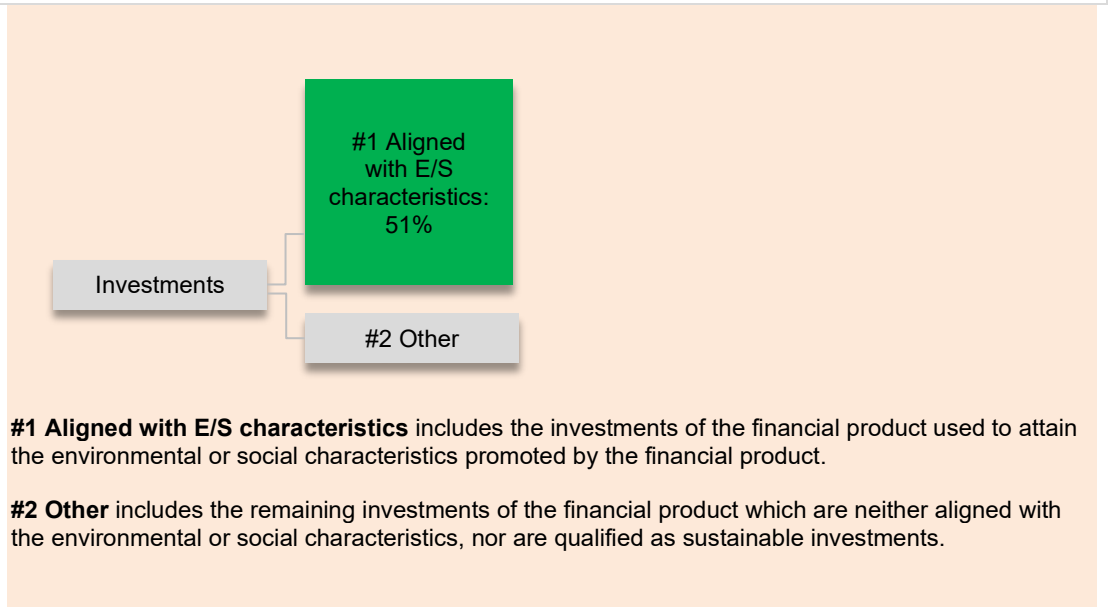 #1 Aligned
with E/S
characteristics:
51%
Investments
#2 Other
#1 Aligned with E/S characteristics includes the investments of the financial product used to attain
the environmental or social characteristics promoted by the financial product.
#2 Other includes the remaining investments of the financial product which are neither aligned with
the environmental or social characteristics, nor are qualified as sustainable investments.